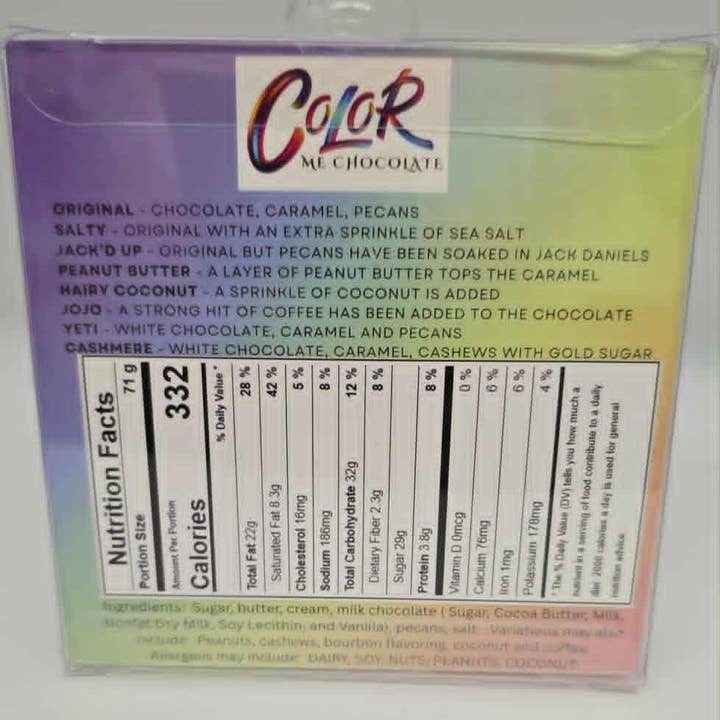 COLOR
ME CHOCOLATE
ORIGINAL - CHOCOLATE, CARAMEL, PECANS
SALTY - ORIGINAL WITH AN EXTRA SPRINKLE OF SEA SALT
JACK'D UP - ORIGINAL BUT PECANS HAVE BEEN SOAKED IN JACK DANIELS
PEANUT BUTTER - A LAYER OF PEANUT BUTTER TOPS THE CARAMEL
HAIRY COCONUT - A SPRINKLE OF COCONUT IS ADDED
JOJO - A STRONG HIT OF COFFEE HAS BEEN ADDED TO THE CHOCOLATE
YETI - WHITE CHOCOLATE, CARAMEL AND PECANS
CASHMERE - WHITE CHOCOLATE, CARAMEL, CASHEWS WITH GOLD SUGAR
Nutrition Facts
Portion Size 71 g
Amount Per Portion
Calories 332
% Daily Value *
Total Fat 22g 28 %
Saturated Fat 8.3g 42 %
Cholesterol 16mg 5 %
Sodium 186mg 8 %
Total Carbohydrate 32g 12 %
Dietary Fiber 2.3g 8 %
Sugar 29g
Protein 3.8g 8 %
Vitamin D 0mcg 0 %
Calcium 76mg 6 %
Iron 1mg 6 %
Potassium 178mg 4 %
* The % Daily Value (DV) tells you how much a
nutrient in a serving of food contribute to a daily
diet. 2000 calories a day is used for general
nutrition advice
Ingredients: Sugar, butter, cream, milk chocolate ( Sugar, Cocoa Butter, Milk,
Nonfat Dry Milk, Soy Lecithin, and Vanilla), pecans, salt. Variations may also
include: Peanuts, cashews, bourbon flavoring, coconut and coffee
Allergens may include: DAIRY, SOY, NUTS, PEANUTS, COCONUT